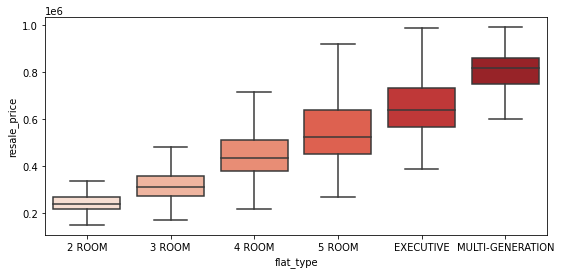 1e6
1.0
0.8
0.6
0.4
0.2
resale_price
2 ROOM 3 ROOM 4 ROOM 5 ROOM EXECUTIVE MULTI-GENERATION
flat_type